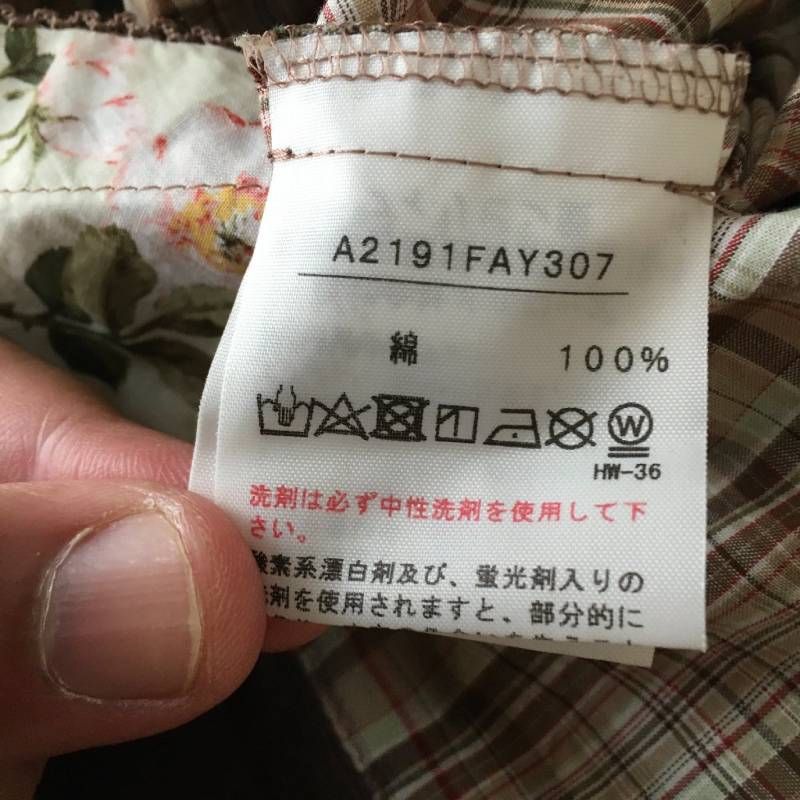 A2191FAY307
綿 100%
W
HW-36
洗剤は必ず中性洗剤を使用して下
さい。
酸素系漂白剤及び、蛍光剤入りの
洗剤を使用されますと、部分的に